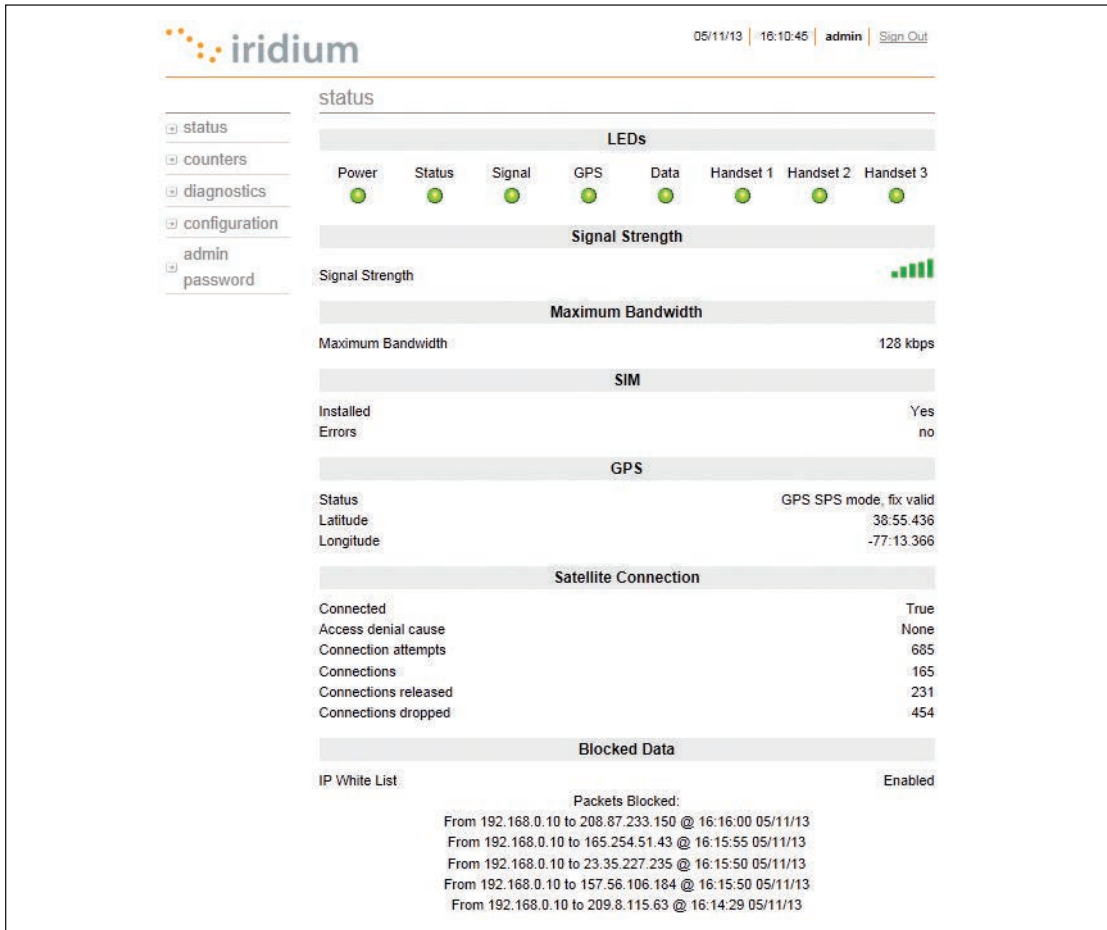 iridium
05/11/13 16:10:45 admin Sign Out
status
counters
diagnostics
configuration
admin
password
status
LEDs
Power Status Signal GPS Data Handset 1 Handset 2 Handset 3
Signal Strength
Signal Strength
Maximum Bandwidth
Maximum Bandwidth 128 kbps
SIM
Installed Yes
Errors no
GPS
Status GPS SPS mode, fix valid
Latitude 38:55.436
Longitude -77:13.366
Satellite Connection
Connected True
Access denial cause None
Connection attempts 685
Connections 165
Connections released 231
Connections dropped 454
Blocked Data
IP White List Enabled
Packets Blocked:
From 192.168.0.10 to 208.87.233.150 @ 16:16:00 05/11/13
From 192.168.0.10 to 165.254.51.43 @ 16:15:55 05/11/13
From 192.168.0.10 to 23.35.227.235 @ 16:15:50 05/11/13
From 192.168.0.10 to 157.56.106.184 @ 16:15:50 05/11/13
From 192.168.0.10 to 209.8.115.63 @ 16:14:29 05/11/13